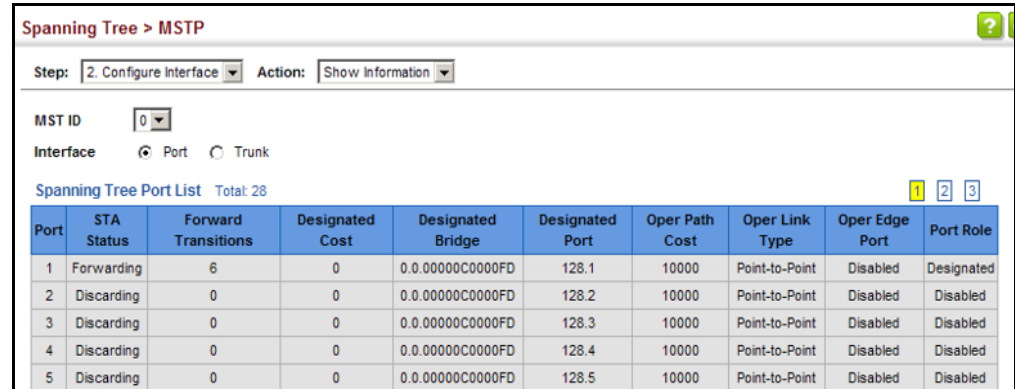 Spanning Tree > MSTP
?
Step: 2. Configure Interface Action: Show Information
MST ID 0
Interface Port Trunk
Spanning Tree Port List Total: 28 1 2 3
Port STA Status Forward Transitions Designated Cost Designated Bridge Designated Port Oper Path Cost Oper Link Type Oper Edge Port Port Role
1 Forwarding 6 0 0.0.00000C0000FD 128.1 10000 Point-to-Point Disabled Designated
2 Discarding 0 0 0.0.00000C0000FD 128.2 10000 Point-to-Point Disabled Disabled
3 Discarding 0 0 0.0.00000C0000FD 128.3 10000 Point-to-Point Disabled Disabled
4 Discarding 0 0 0.0.00000C0000FD 128.4 10000 Point-to-Point Disabled Disabled
5 Discarding 0 0 0.0.00000C0000FD 128.5 10000 Point-to-Point Disabled Disabled